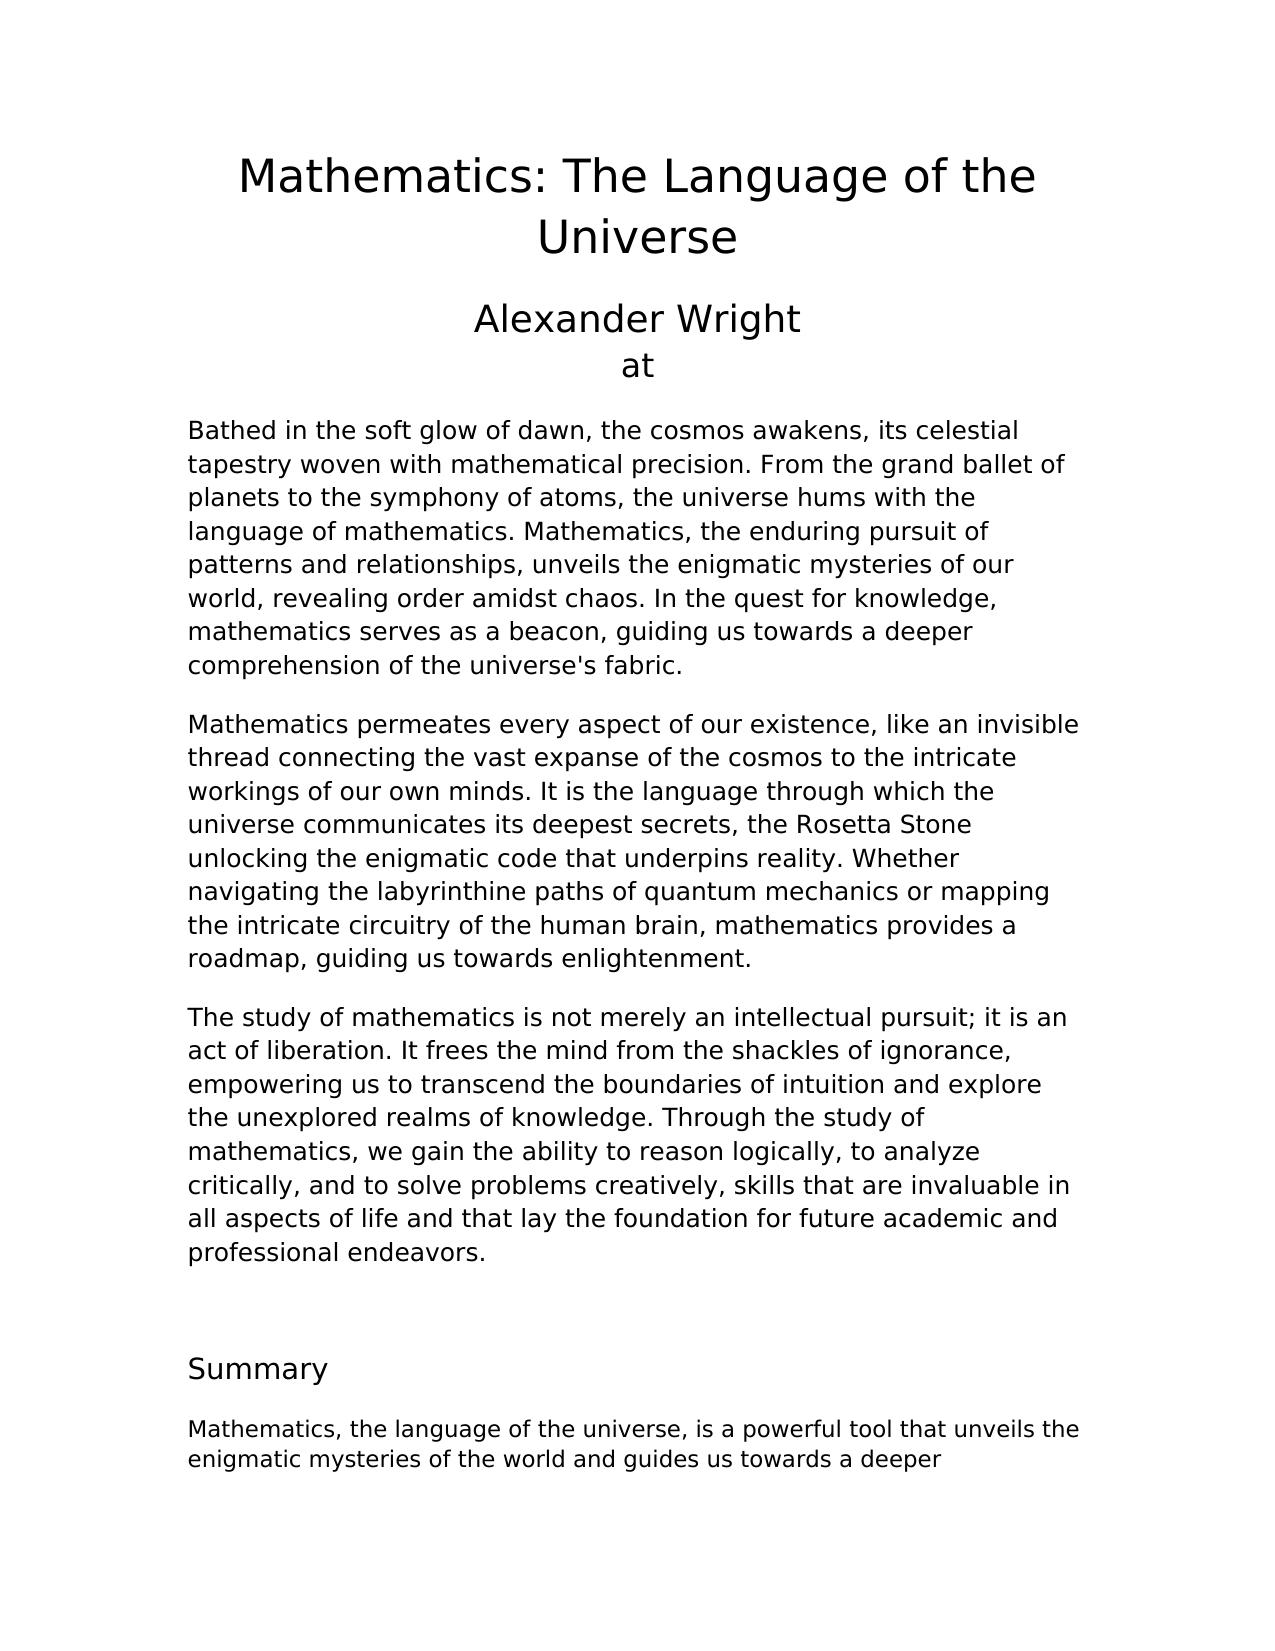 Mathematics: The Language of the
Universe
Alexander Wright
at
Bathed in the soft glow of dawn, the cosmos awakens, its celestial
tapestry woven with mathematical precision. From the grand ballet of
planets to the symphony of atoms, the universe hums with the
language of mathematics. Mathematics, the enduring pursuit of
patterns and relationships, unveils the enigmatic mysteries of our
world, revealing order amidst chaos. In the quest for knowledge,
mathematics serves as a beacon, guiding us towards a deeper
comprehension of the universe's fabric.
Mathematics permeates every aspect of our existence, like an invisible
thread connecting the vast expanse of the cosmos to the intricate
workings of our own minds. It is the language through which the
universe communicates its deepest secrets, the Rosetta Stone
unlocking the enigmatic code that underpins reality. Whether
navigating the labyrinthine paths of quantum mechanics or mapping
the intricate circuitry of the human brain, mathematics provides a
roadmap, guiding us towards enlightenment.
The study of mathematics is not merely an intellectual pursuit; it is an
act of liberation. It frees the mind from the shackles of ignorance,
empowering us to transcend the boundaries of intuition and explore
the unexplored realms of knowledge. Through the study of
mathematics, we gain the ability to reason logically, to analyze
critically, and to solve problems creatively, skills that are invaluable in
all aspects of life and that lay the foundation for future academic and
professional endeavors.
Summary
Mathematics, the language of the universe, is a powerful tool that unveils the
enigmatic mysteries of the world and guides us towards a deeper